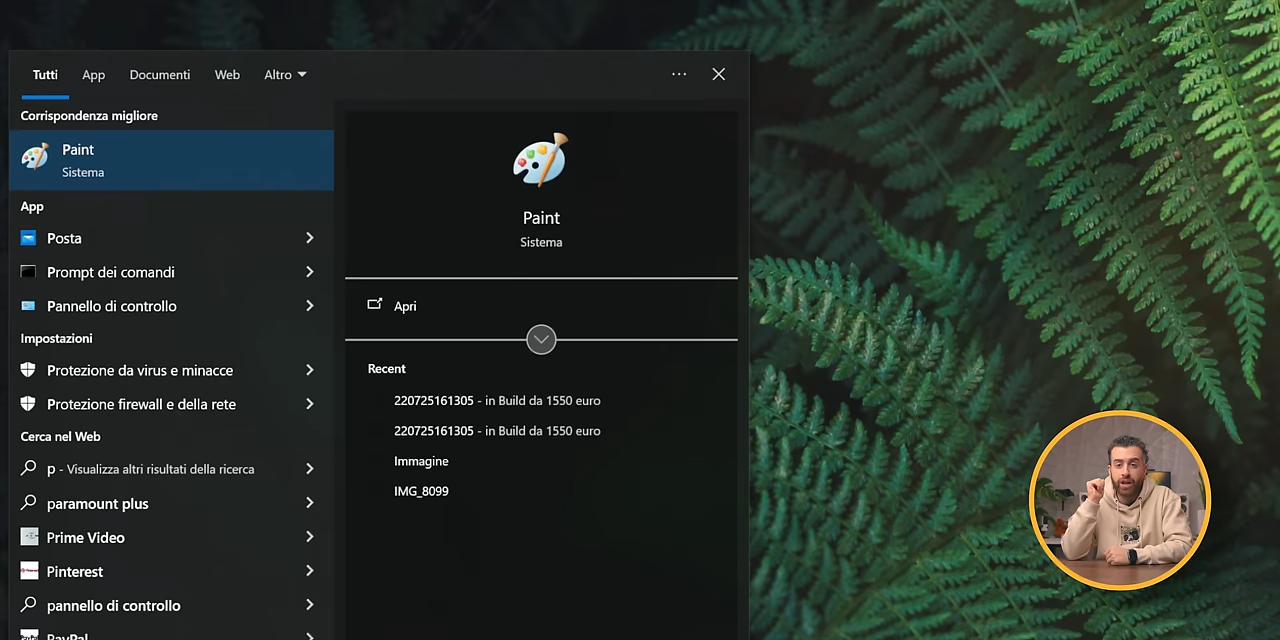 Tutti App Documenti Web Altro
Corrispondenza migliore
Paint
Sistema
App
Posta
Prompt dei comandi
Pannello di controllo
Impostazioni
Protezione da virus e minacce
Protezione firewall e della rete
Cerca nel Web
p - Visualizza altri risultati della ricerca
paramount plus
Prime Video
Pinterest
pannello di controllo
PayPal
Paint
Sistema
Apri
Recent
220725161305 - in Build da 1550 euro
220725161305 - in Build da 1550 euro
Immagine
IMG_8099